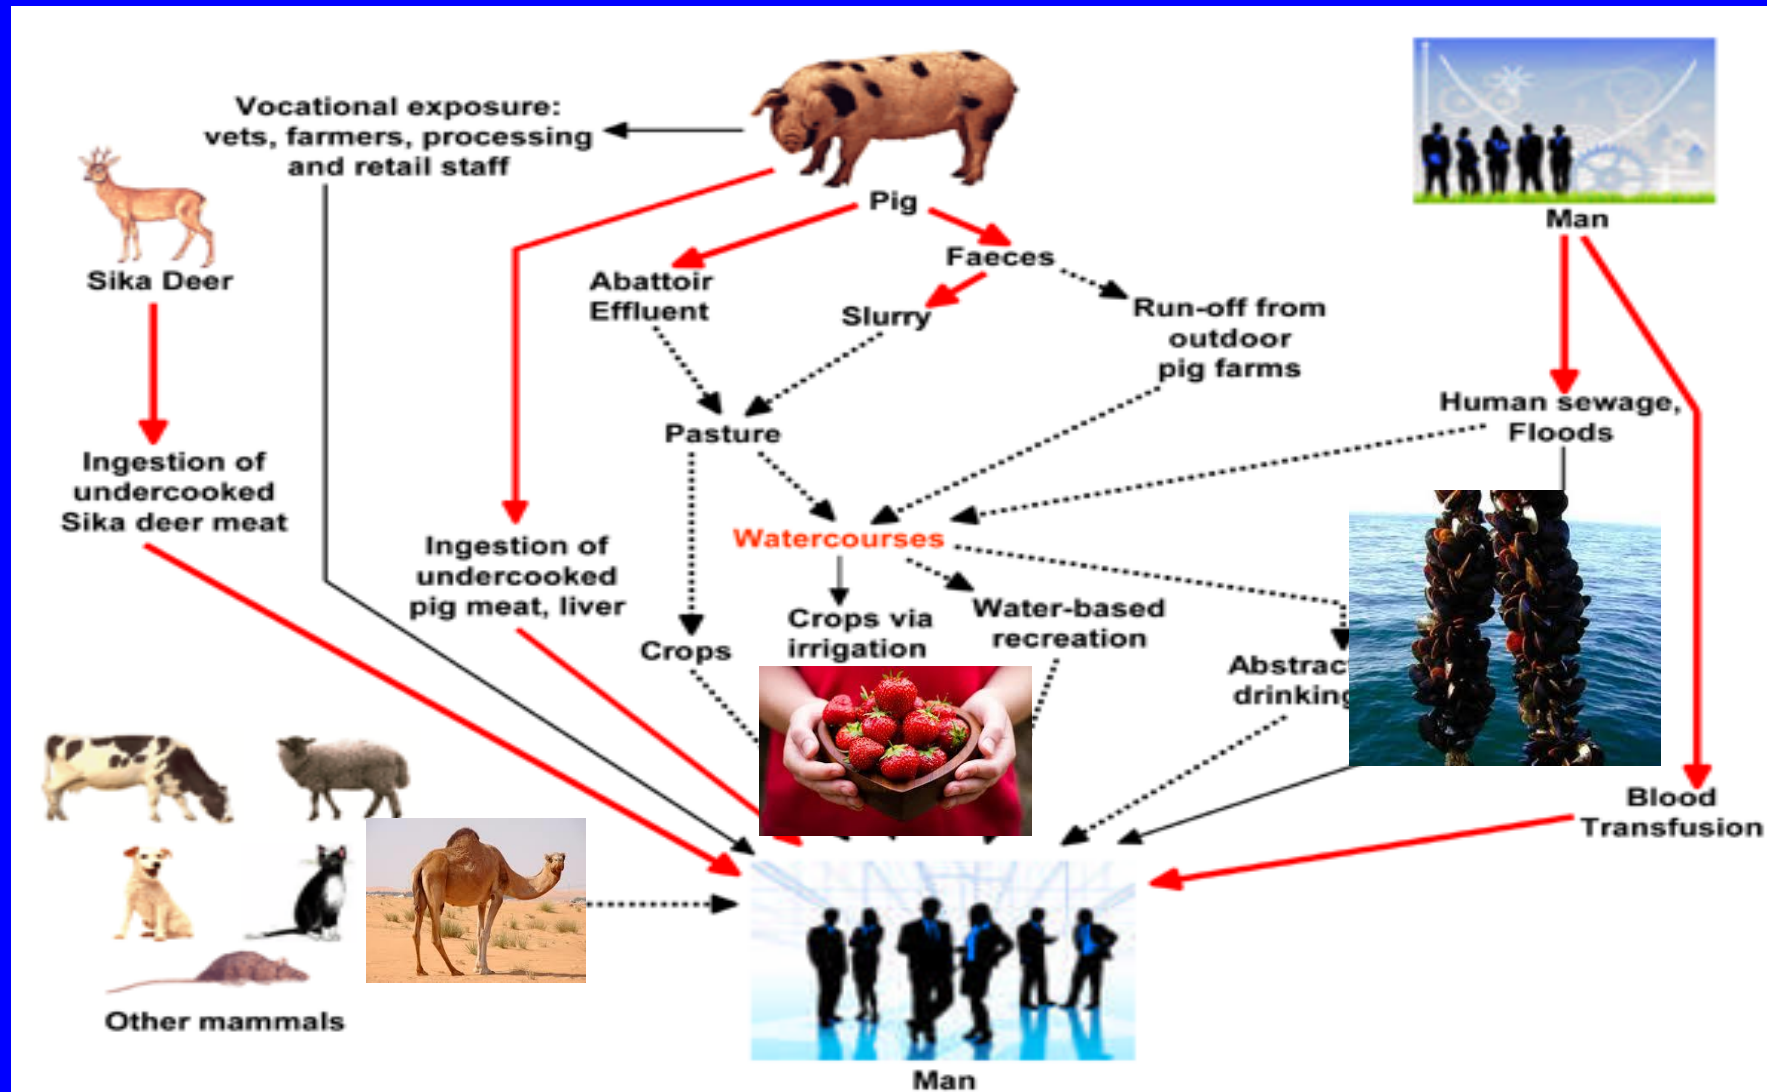 Vocational exposure:
vets, farmers, processing
and retail staff
Pig
Man
Sika Deer
Faeces
Abattoir
Effluent
Slurry
Run-off from
outdoor
pig farms
Human sewage,
Floods
Pasture
Ingestion of
undercooked
Sika deer meat
Watercourses
Ingestion of
undercooked
pig meat, liver
Crops via
irrigation
Water-based
recreation
Crops
drinking
Blood
Transfusion
Other mammals
Man